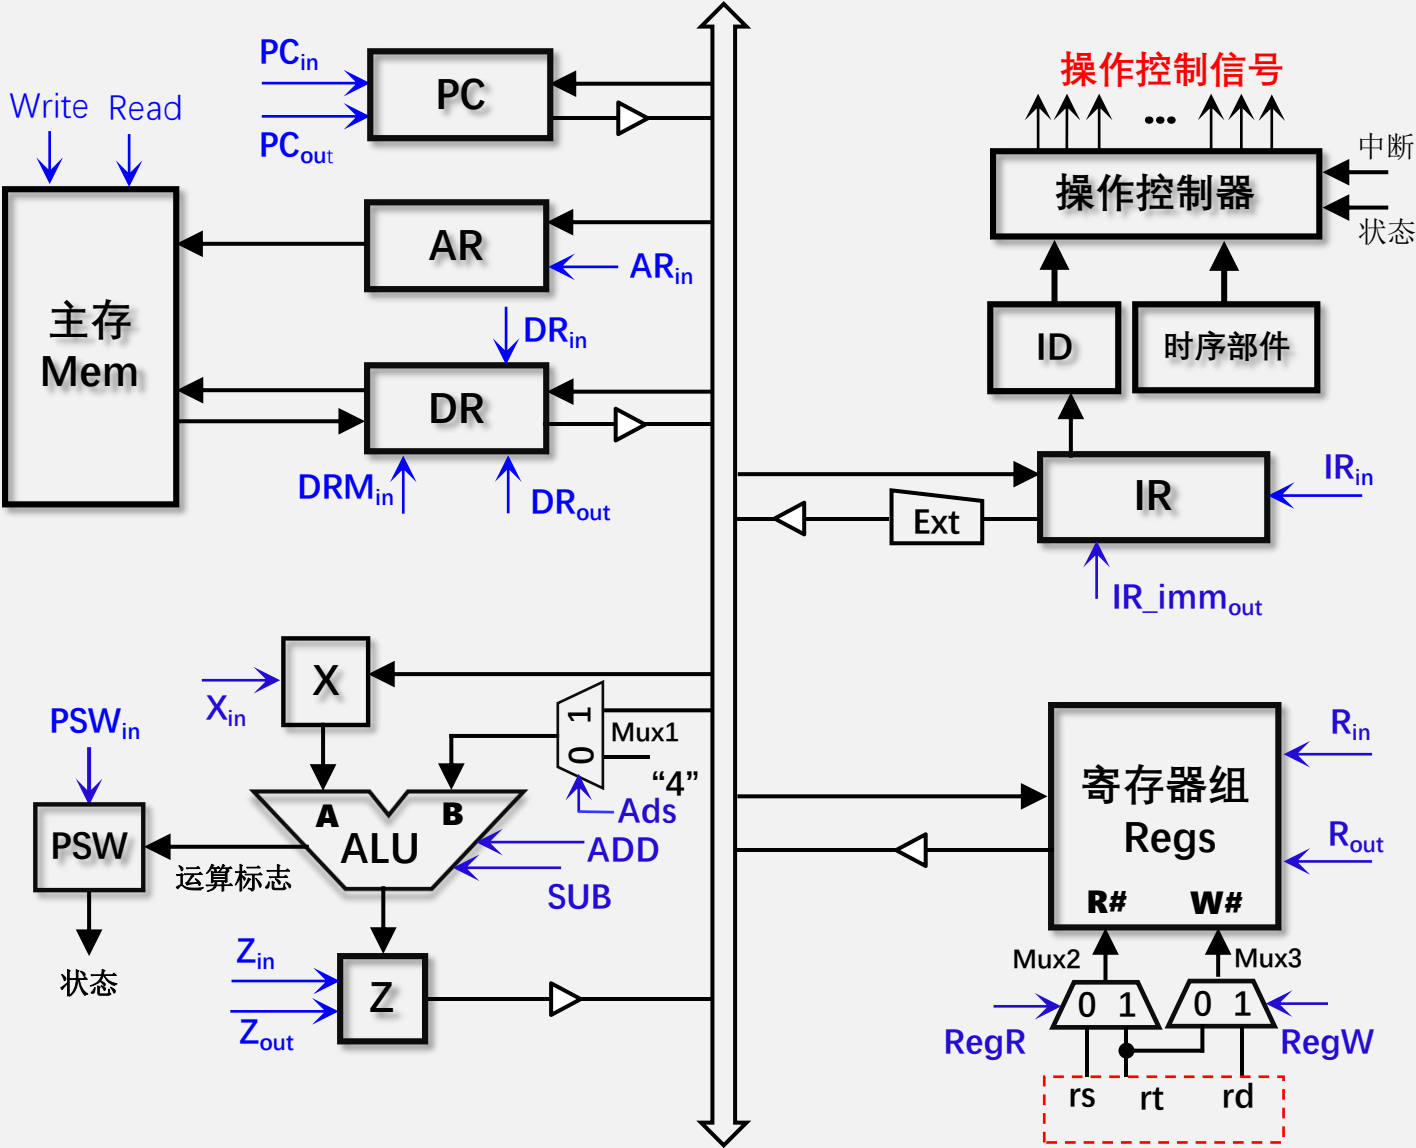 PCin
PC
PCout
Write
Read
操作控制信号
...
中断
操作控制器
状态
AR
ARin
主存
Mem
DRin
DR
DRMin
DRout
ID
时序部件
IR
IRin
Ext
IR_immout
X
Xin
1
Mux1
0
“4”
Ads
PSWin
PSW
A
B
ALU
ADD
SUB
运算标志
状态
Zin
Z
Zout
寄存器组
Regs
Rin
Rout
R#
W#
Mux2
Mux3
0 1
0 1
RegR
RegW
rs
rt
rd